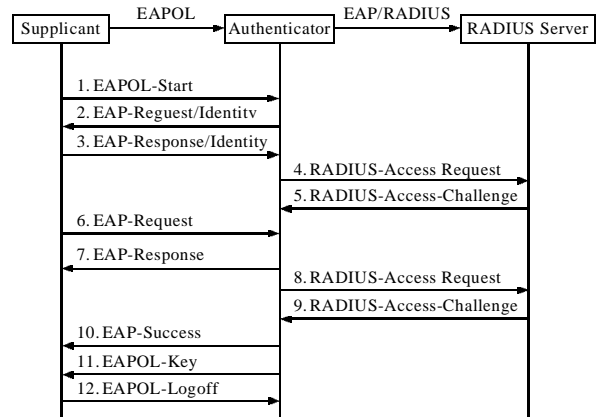 EAPOL
EAP/RADIUS
Supplicant
Authenticator
RADIUS Server
1. EAPOL-Start
2. EAP-Reguest/Identitv
3. EAP-Response/Identity
4. RADIUS-Access Request
5. RADIUS-Access-Challenge
6. EAP-Request
7. EAP-Response
8. RADIUS-Access Request
9. RADIUS-Access-Challenge
10. EAP-Success
11. EAPOL-Key
12. EAPOL-Logoff